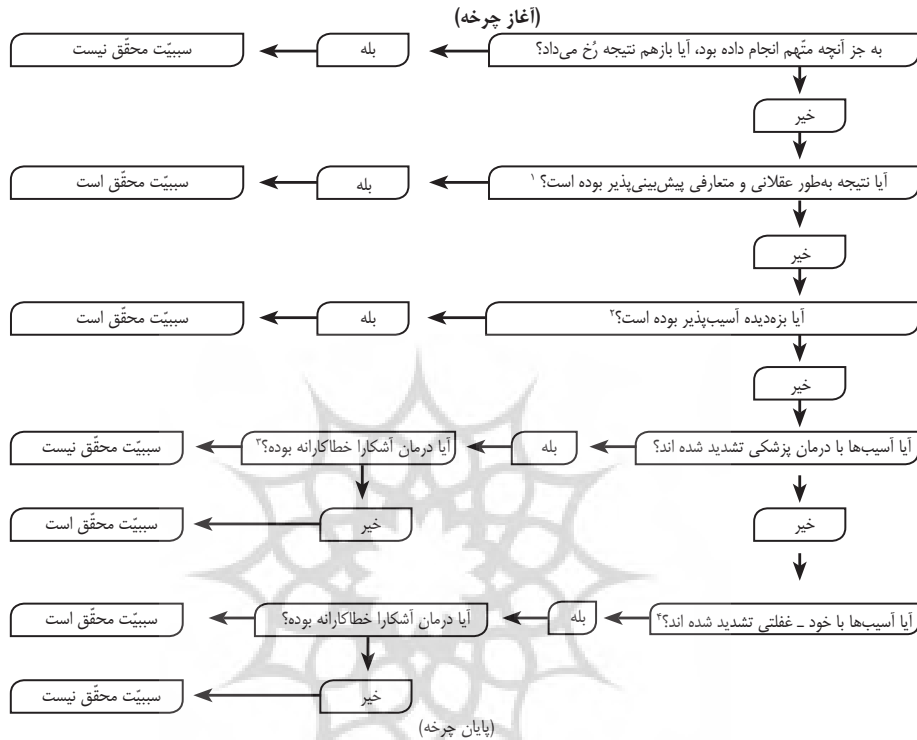 (آغاز چرخه)
به جز آنچه متّهم انجام داده بود، آیا بازهم نتیجه رُخ می‌داد؟
بله
سببیّت محقّق نیست
خیر
آیا نتیجه به‌طور عقلانی و متعارفی پیش‌بینی‌پذیر بوده است؟ ۱
بله
سببیّت محقّق است
خیر
آیا بزه‌دیده آسیب‌پذیر بوده است؟۲
بله
سببیّت محقّق است
خیر
آیا آسیب‌ها با درمان پزشکی تشدید شده اند؟
بله
آیا درمان آشکارا خطاکارانه بوده؟۳
سببیّت محقّق نیست
خیر
خیر
سببیّت محقّق است
آیا آسیب‌ها با خود ـ غفلتی تشدید شده اند؟۴
بله
آیا درمان آشکارا خطاکارانه بوده؟
سببیّت محقّق است
خیر
سببیّت محقّق نیست
(پایان چرخه)